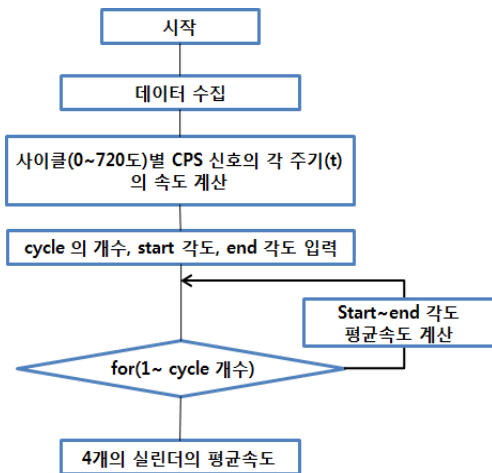 시작
데이터 수집
사이클(0~720도)별 CPS 신호의 각 주기(t)
의 속도 계산
cycle 의 개수, start 각도, end 각도 입력
Start~end 각도
평균속도 계산
for(1~ cycle 개수)
4개의 실린더의 평균속도